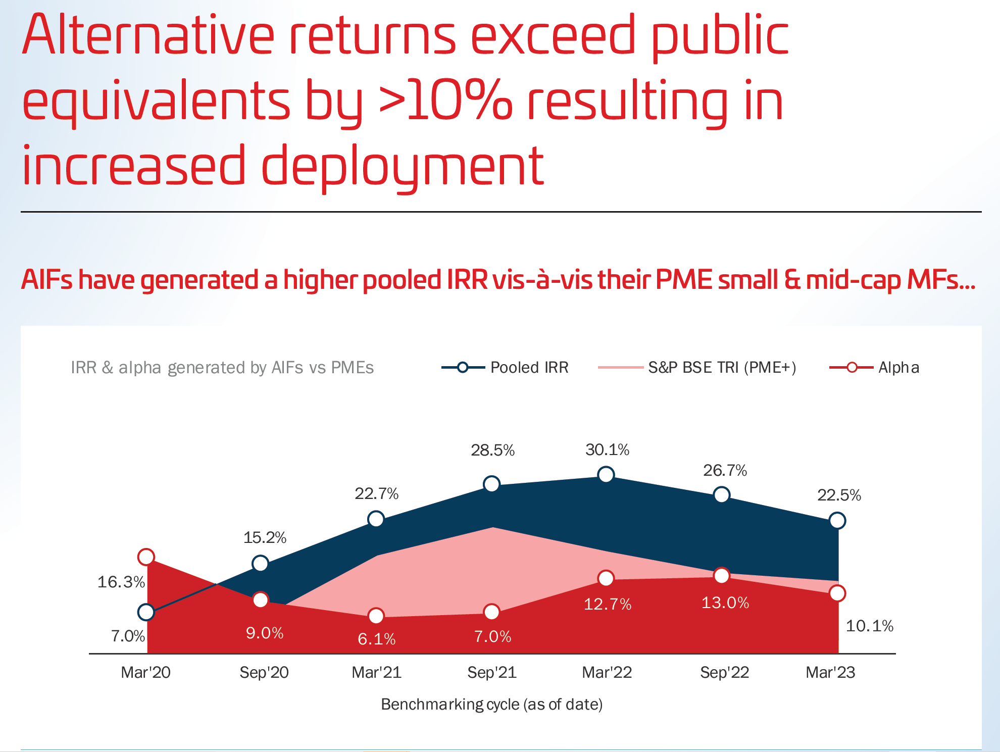 Alternative returns exceed public
equivalents by >10% resulting in
increased deployment
AIFs have generated a higher pooled IRR vis-à-vis their PME small & mid-cap MFs...
IRR & alpha generated by AIFs vs PMEs
Pooled IRR
S&P BSE TRI (PME+)
Alpha
28.5%
30.1%
26.7%
22.7%
22.5%
15.2%
16.3%
12.7%
13.0%
10.1%
7.0%
9.0%
6.1%
7.0%
Mar'20
Sep'20
Mar'21
Sep'21
Mar'22
Sep'22
Mar'23
Benchmarking cycle (as of date)